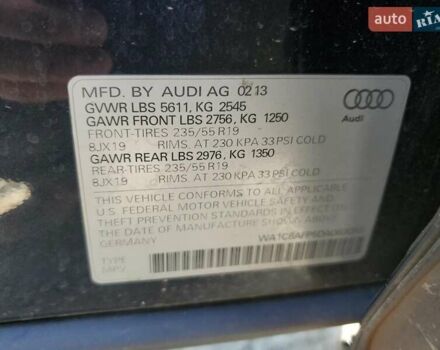 auto RIA
MFD. BY AUDI AG 02 13
GVWR LBS 5611, KG 2545
GAWR FRONT LBS 2756, KG 1250
FRONT-TIRES 235/55 R19
8JX19 RIMS, AT 230 KPA 33 PSI COLD
GAWR REAR LBS 2976, KG 1350
REAR-TIRES 235/55 R19
8JX19 RIMS, AT 230 KPA 33 PSI COLD
THIS VEHICLE CONFORMS TO ALL APPLICABLE
U.S. FEDERAL MOTOR VEHICLE SAFETY AND
THEFT PREVENTION STANDARDS IN EFFECT ON
THE DATE OF MANUFACTURE SHOWN ABOVE
GERMANY
TYPE
MPV
Audi